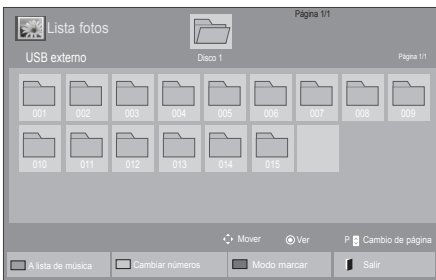 Página 1/1
Lista fotos
USB externo
Disco 1
Página 1/1
001 002 003 004 005 006 007 008 009
010 011 012 013 014 015
Mover Ver P Cambio de página
A lista de música Cambiar números Modo marcar Salir